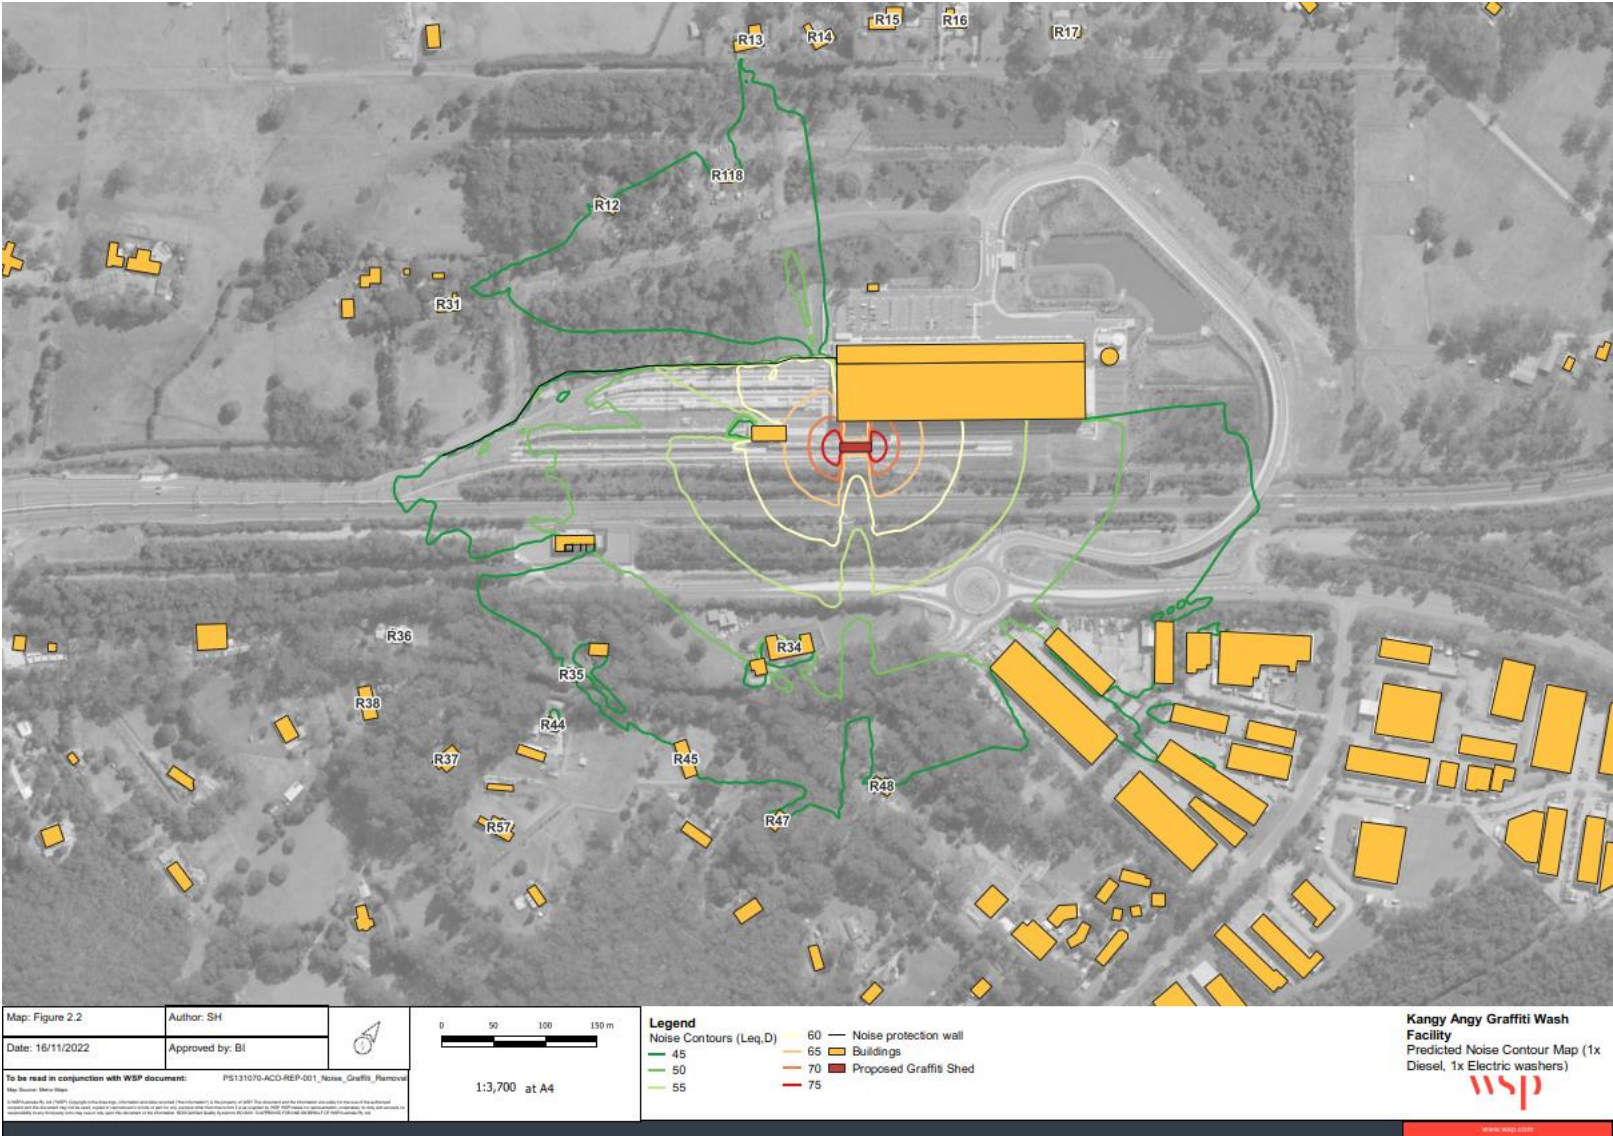 R13
R14
R15
R16
R17
R118
R12
R31
R36
R34
R35
R38
R44
R37
R45
R48
R57
R47
Map: Figure 2.2
Author: SH
Date: 16/11/2022
Approved by: BI
To be read in conjunction with WSP document: PS131070-ACO-REP-001_Noise_Graffiti_Removal
0 50 100 150 m
1:3,700 at A4
Legend
Noise Contours (Leq,D)
45
50
55
60
65
70
75
Noise protection wall
Buildings
Proposed Graffiti Shed
Kangy Angy Graffiti Wash
Facility
Predicted Noise Contour Map (1x
Diesel, 1x Electric washers)
wsp
www.wsp.com